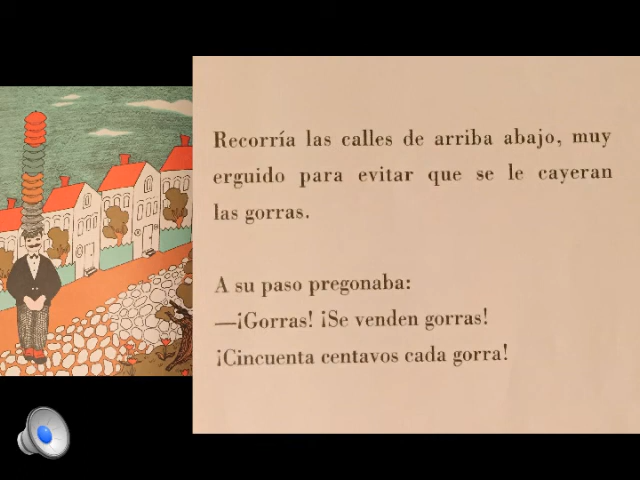 Recorría las calles de arriba abajo, muy
erguido para evitar que se le cayeran
las gorras.
A su paso pregonaba:
—¡Gorras! ¡Se venden gorras!
¡Cincuenta centavos cada gorra!